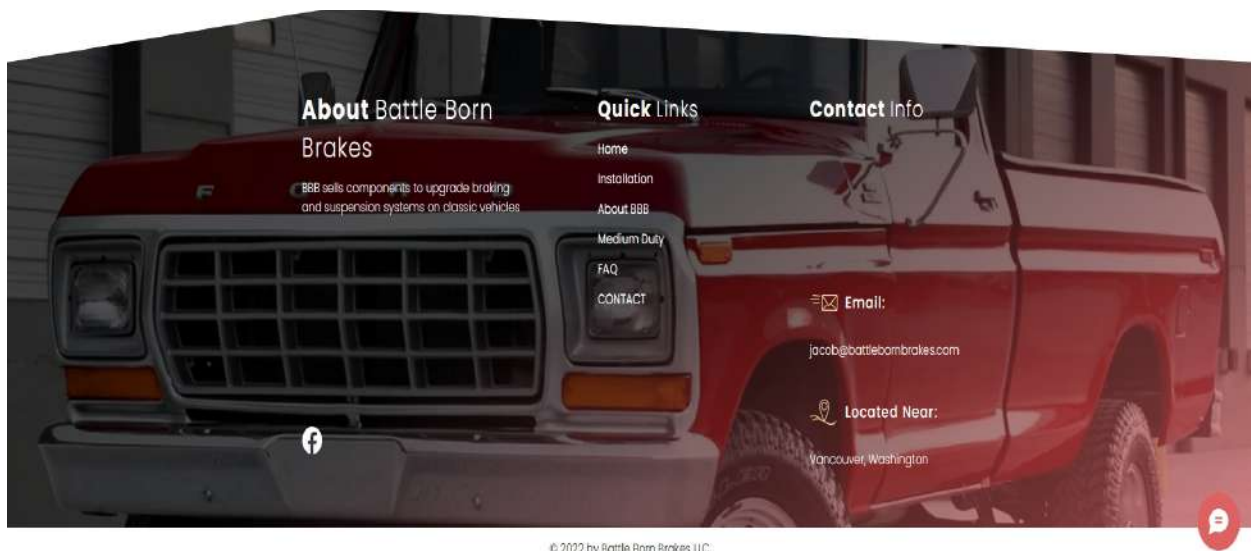 About Battle Born
Brakes
BBB sells components to upgrade braking
and suspension systems on classic vehicles
Quick Links
Home
Installation
About BBB
Medium Duty
FAQ
CONTACT
Contact Info
Email:
jacob@battlebornbrakes.com
Located Near:
Vancouver, Washington
FORD
© 2022 by Battle Born Brakes LLC